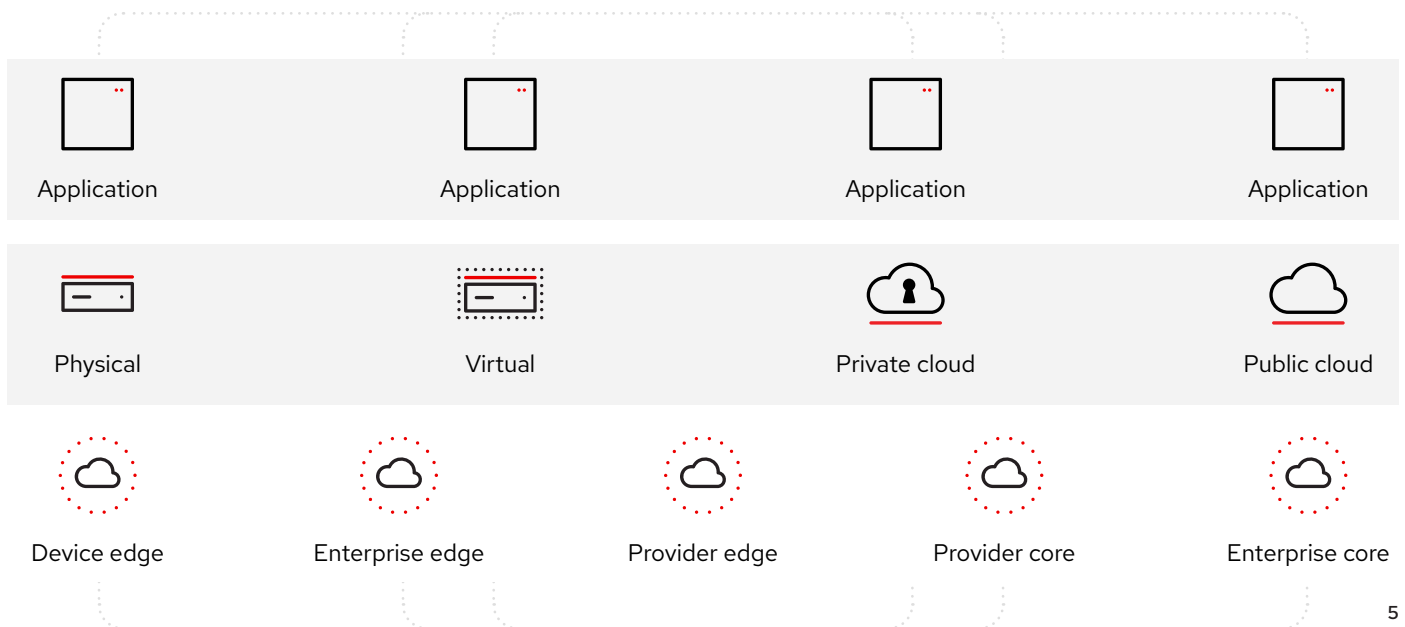 Application
Application
Application
Application
Physical
Virtual
Private cloud
Public cloud
Device edge
Enterprise edge
Provider edge
Provider core
Enterprise core
5